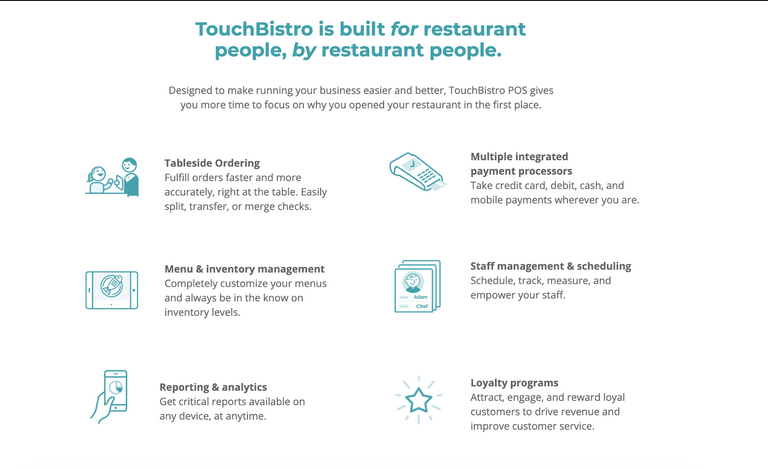 TouchBistro is built for restaurant
people, by restaurant people.
Designed to make running your business easier and better, TouchBistro POS gives
you more time to focus on why you opened your restaurant in the first place.
Tableside Ordering
Fulfill orders faster and more
accurately, right at the table. Easily
split, transfer, or merge checks.
Multiple integrated
payment processors
Take credit card, debit, cash, and
mobile payments wherever you are.
Menu & inventory management
Completely customize your menus
and always be in the know on
inventory levels.
Adam
Chef
Staff management & scheduling
Schedule, track, measure, and
empower your staff.
Reporting & analytics
Get critical reports available on
any device, at anytime.
Loyalty programs
Attract, engage, and reward loyal
customers to drive revenue and
improve customer service.